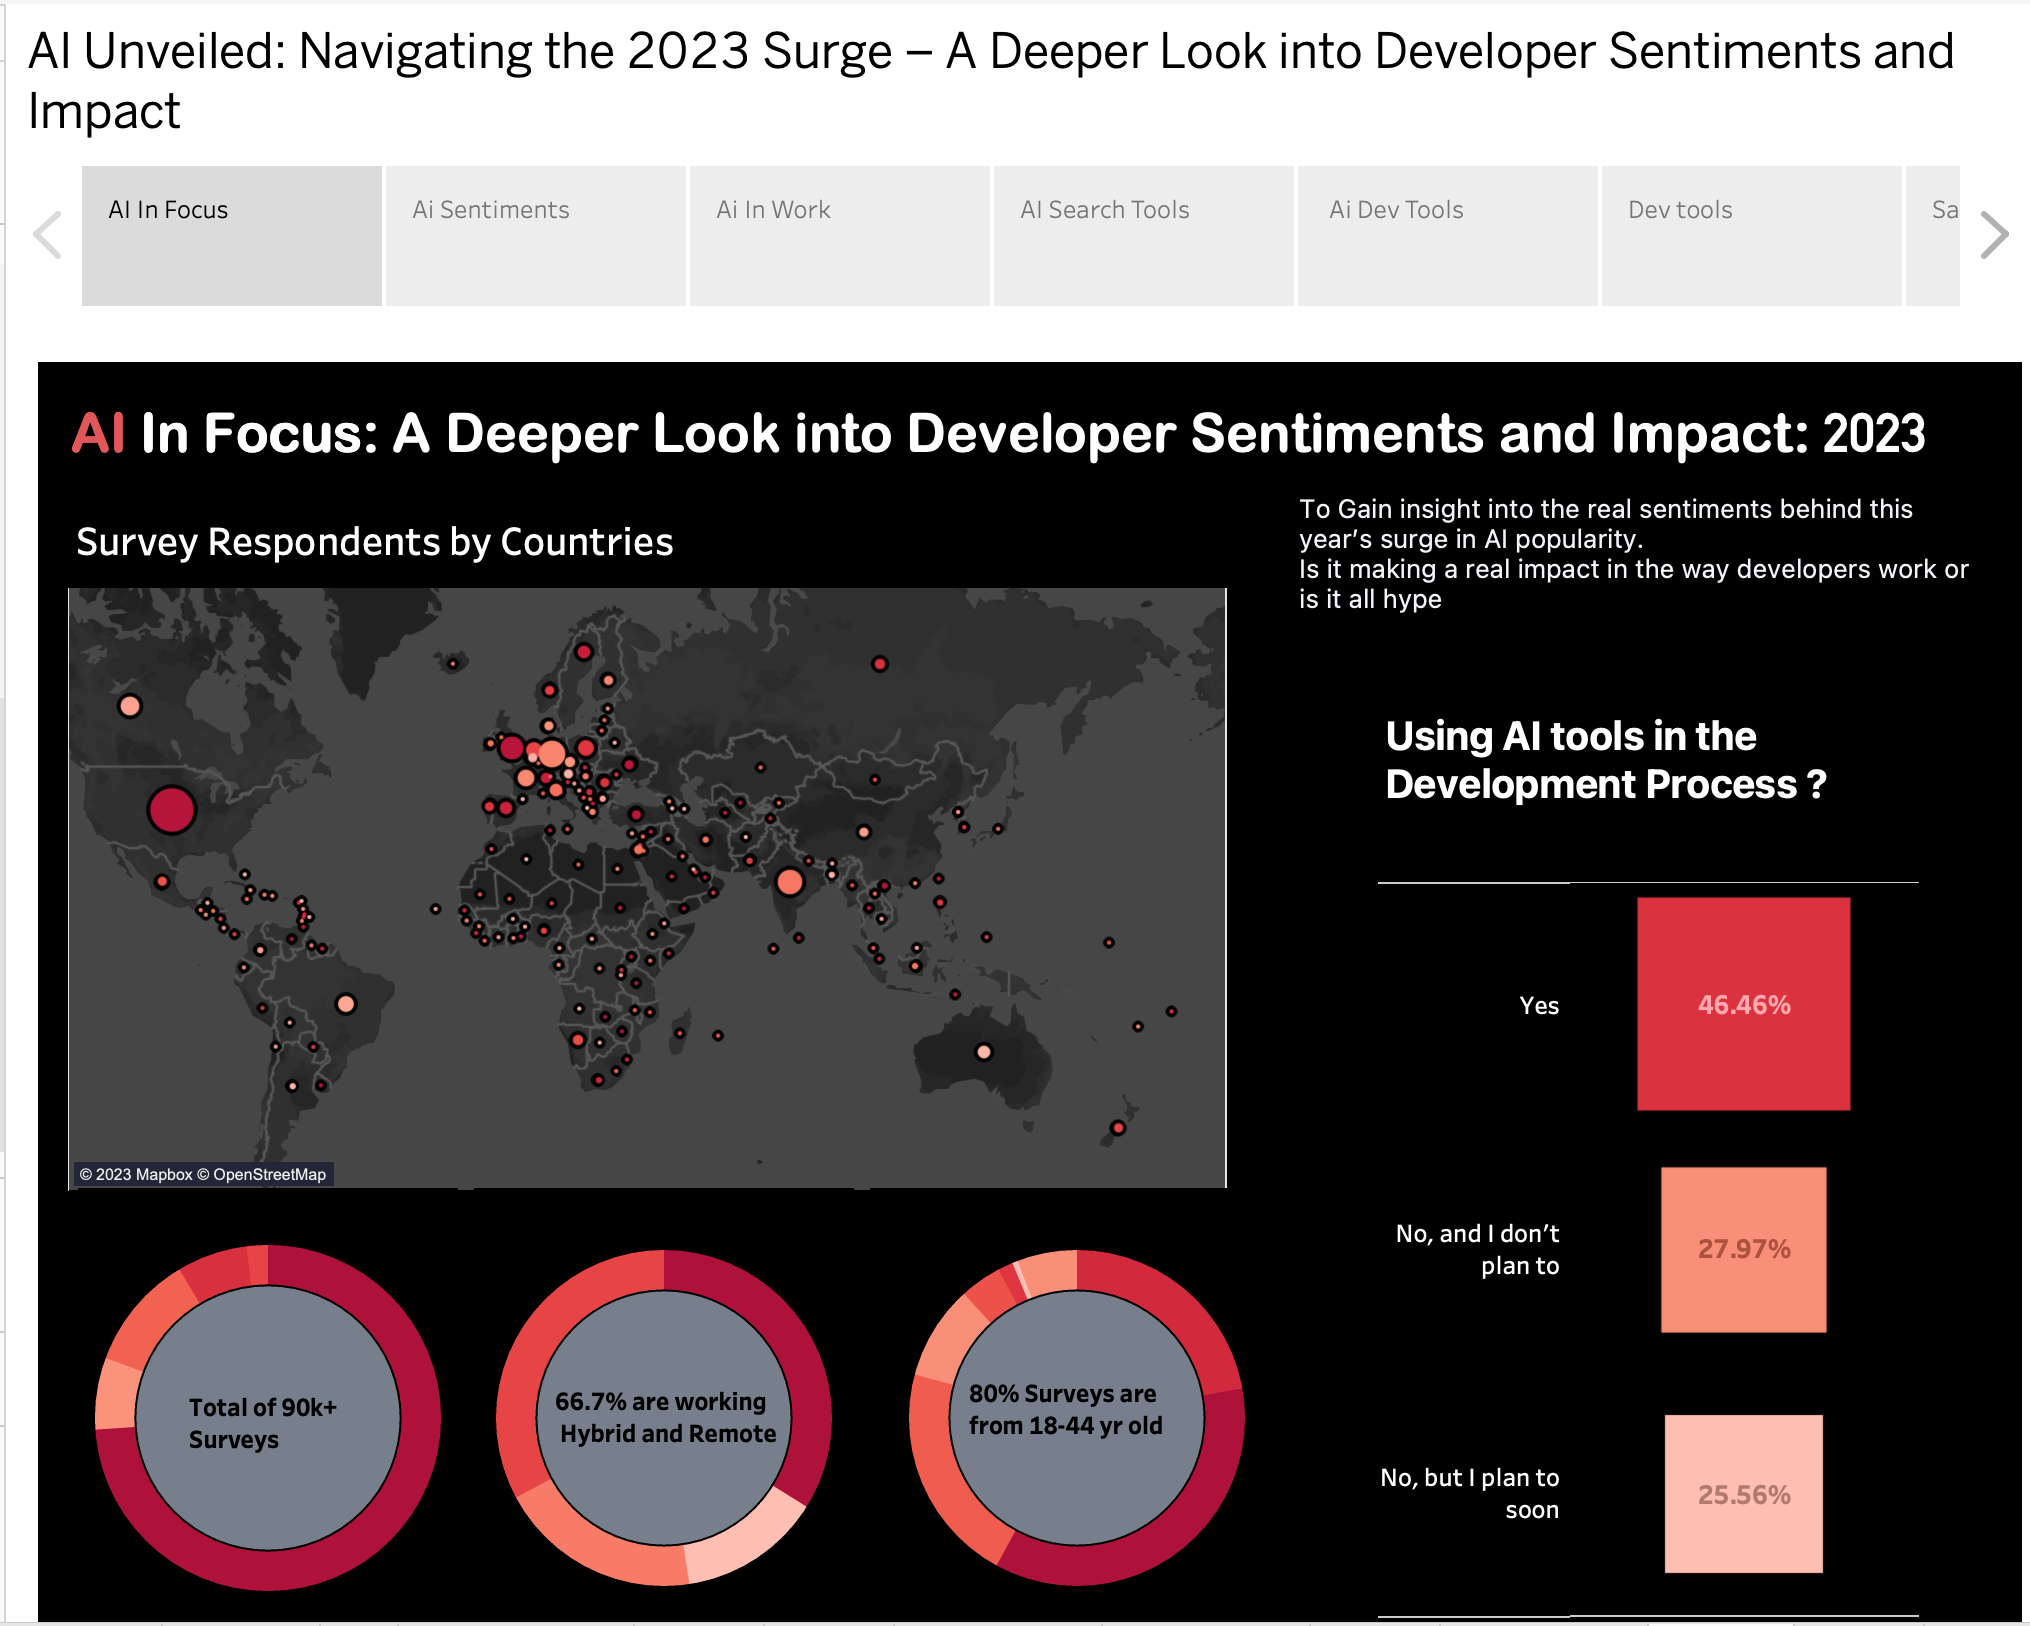 AI Unveiled: Navigating the 2023 Surge – A Deeper Look into Developer Sentiments and
Impact
AI In Focus
Ai Sentiments
Ai In Work
AI Search Tools
Ai Dev Tools
Dev tools
Sa
AI In Focus: A Deeper Look into Developer Sentiments and Impact: 2023
Survey Respondents by Countries
To Gain insight into the real sentiments behind this
year's surge in AI popularity.
Is it making a real impact in the way developers work or
is it all hype
© 2023 Mapbox © OpenStreetMap
Using AI tools in the
Development Process ?
Yes
46.46%
No, and I don't
plan to
27.97%
No, but I plan to
soon
25.56%
Total of 90k+
Surveys
66.7% are working
Hybrid and Remote
80% Surveys are
from 18-44 yr old